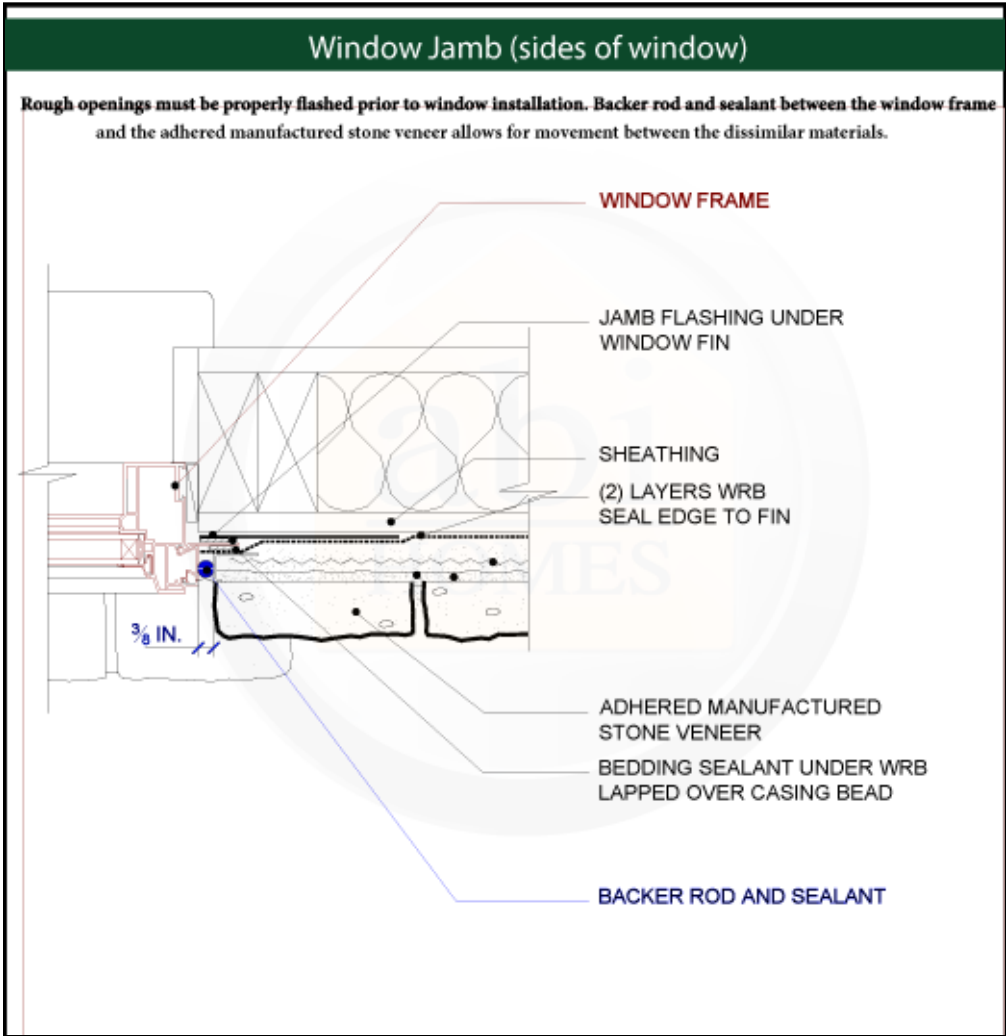 Window Jamb (sides of window)
Rough openings must be properly flashed prior to window installation. Backer rod and sealant between the window frame
and the adhered manufactured stone veneer allows for movement between the dissimilar materials.
WINDOW FRAME
JAMB FLASHING UNDER
WINDOW FIN
SHEATHING
(2) LAYERS WRB
SEAL EDGE TO FIN
abi
HOMES
⅜ IN.
ADHERED MANUFACTURED
STONE VENEER
BEDDING SEALANT UNDER WRB
LAPPED OVER CASING BEAD
BACKER ROD AND SEALANT